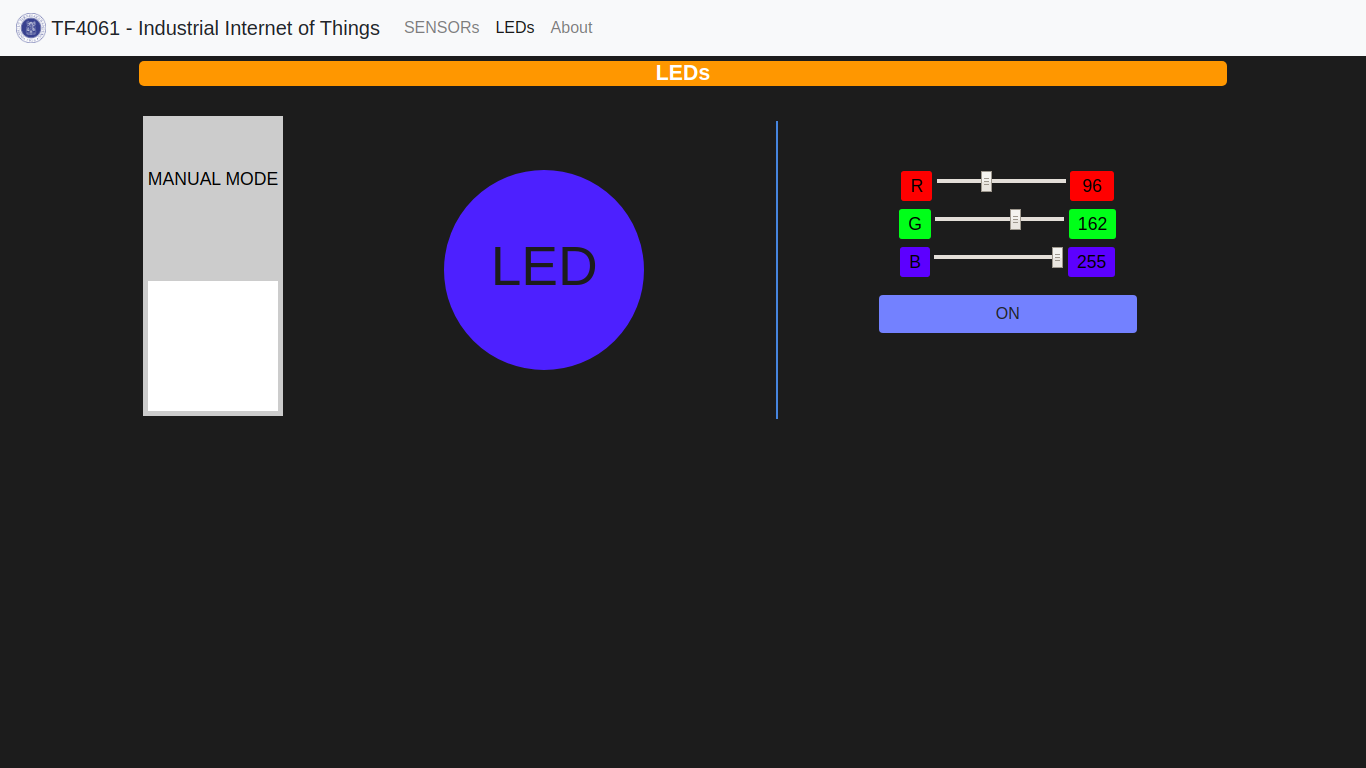 TF4061 - Industrial Internet of Things SENSORs LEDs About
LEDs
MANUAL MODE
LED
R 96
G 162
B 255
ON